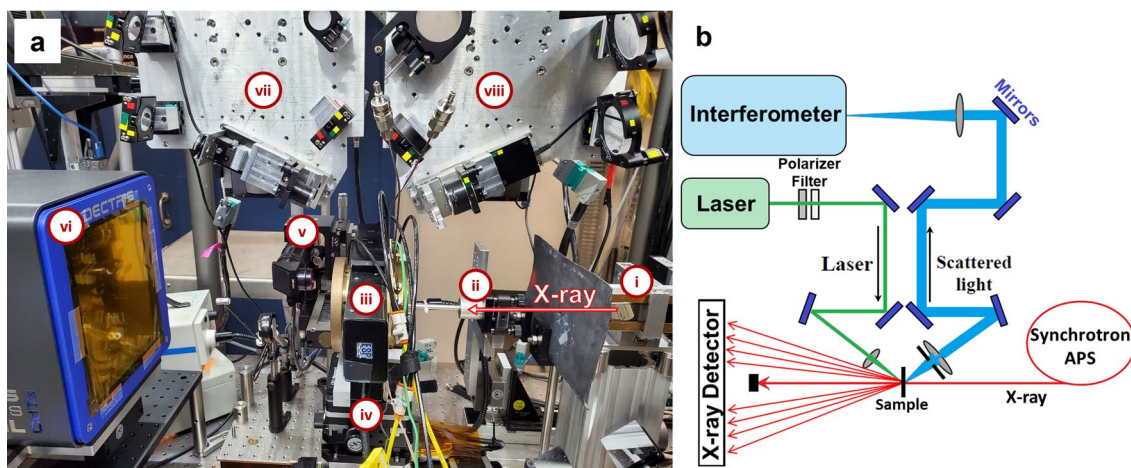 a
vii
viii
DECTRIS
vi
v
iii
ii
X-ray
i
ESP
iv
b
Interferometer
Mirrors
Polarizer
Filter
Laser
Laser
Scattered
light
X-ray Detector
Sample
X-ray
Synchrotron
APS